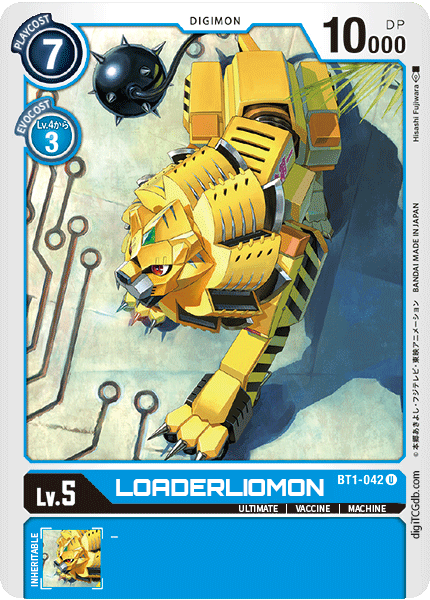 PLAYCOST
7
DIGIMON
DP
10000
EVOCOST
Lv.4から
3
Hisashi Fujiwara
BANDAI MADE IN JAPAN
© 本郷あきよし・フジテレビ・東映アニメーション
digiTCGdb.com
BT1-042 U
Lv.5
LOADERLIOMON
ULTIMATE | VACCINE | MACHINE
INHERITABLE
–